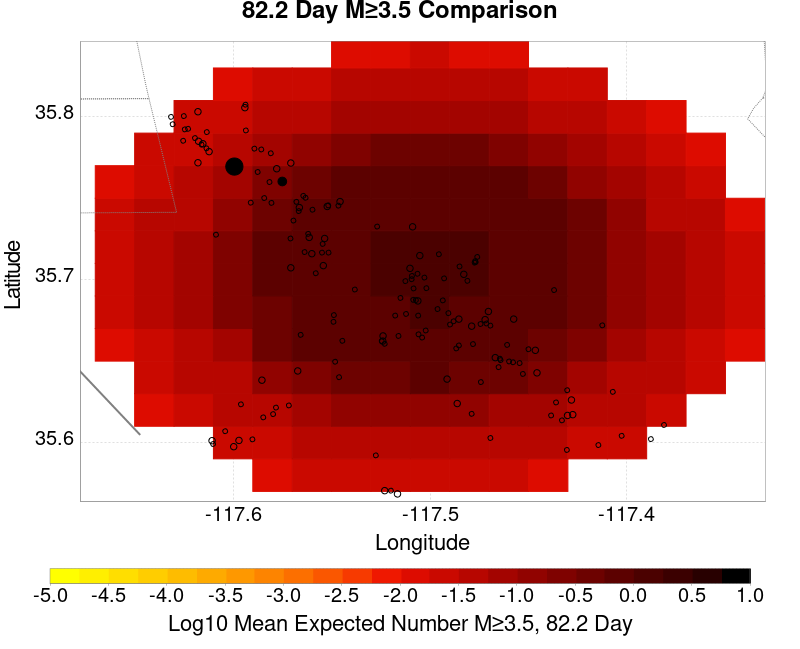 82.2 Day M≥3.5 Comparison
35.8
35.7
35.6
Latitude
-117.6 -117.5 -117.4
Longitude
-5.0 -4.5 -4.0 -3.5 -3.0 -2.5 -2.0 -1.5 -1.0 -0.5 0.0 0.5 1.0
Log10 Mean Expected Number M≥3.5, 82.2 Day